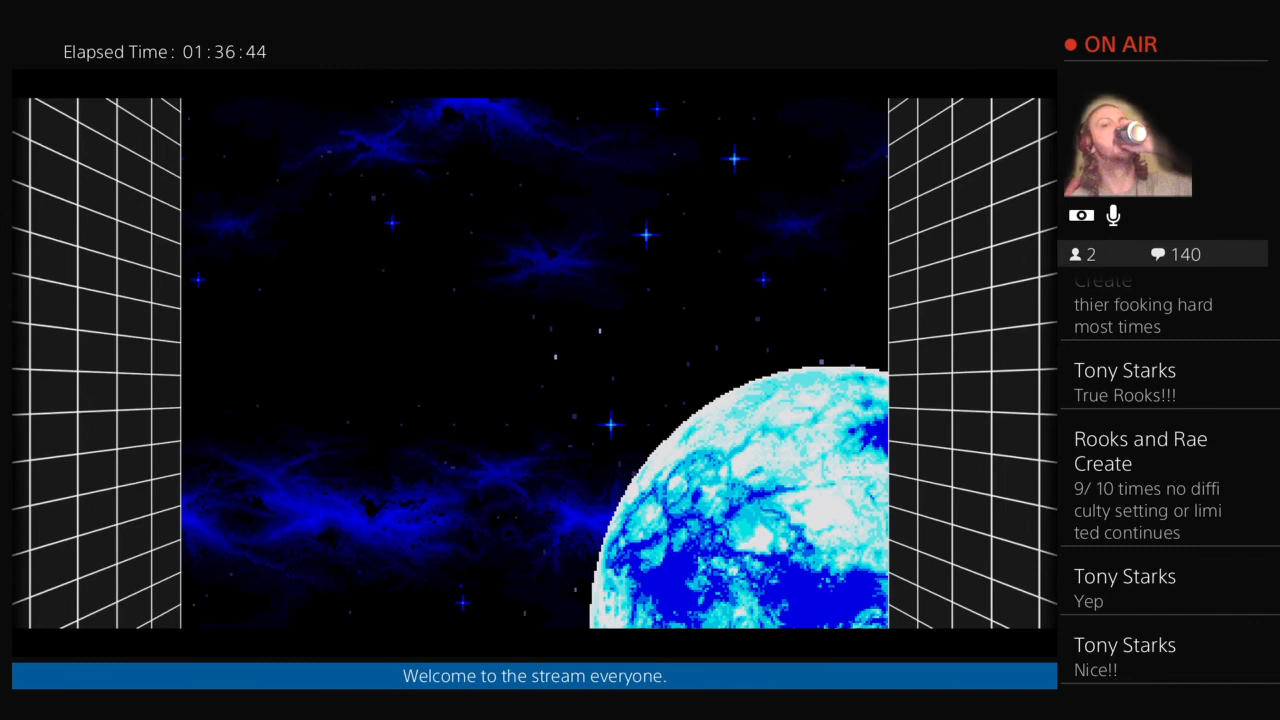 Elapsed Time: 01:36:44
ON AIR
2 140
Create
thier fooking hard
most times
Tony Starks
True Rooks!!!
Rooks and Rae
Create
9/ 10 times no diffi
culty setting or limi
ted continues
Tony Starks
Yep
Tony Starks
Nice!!
Welcome to the stream everyone.